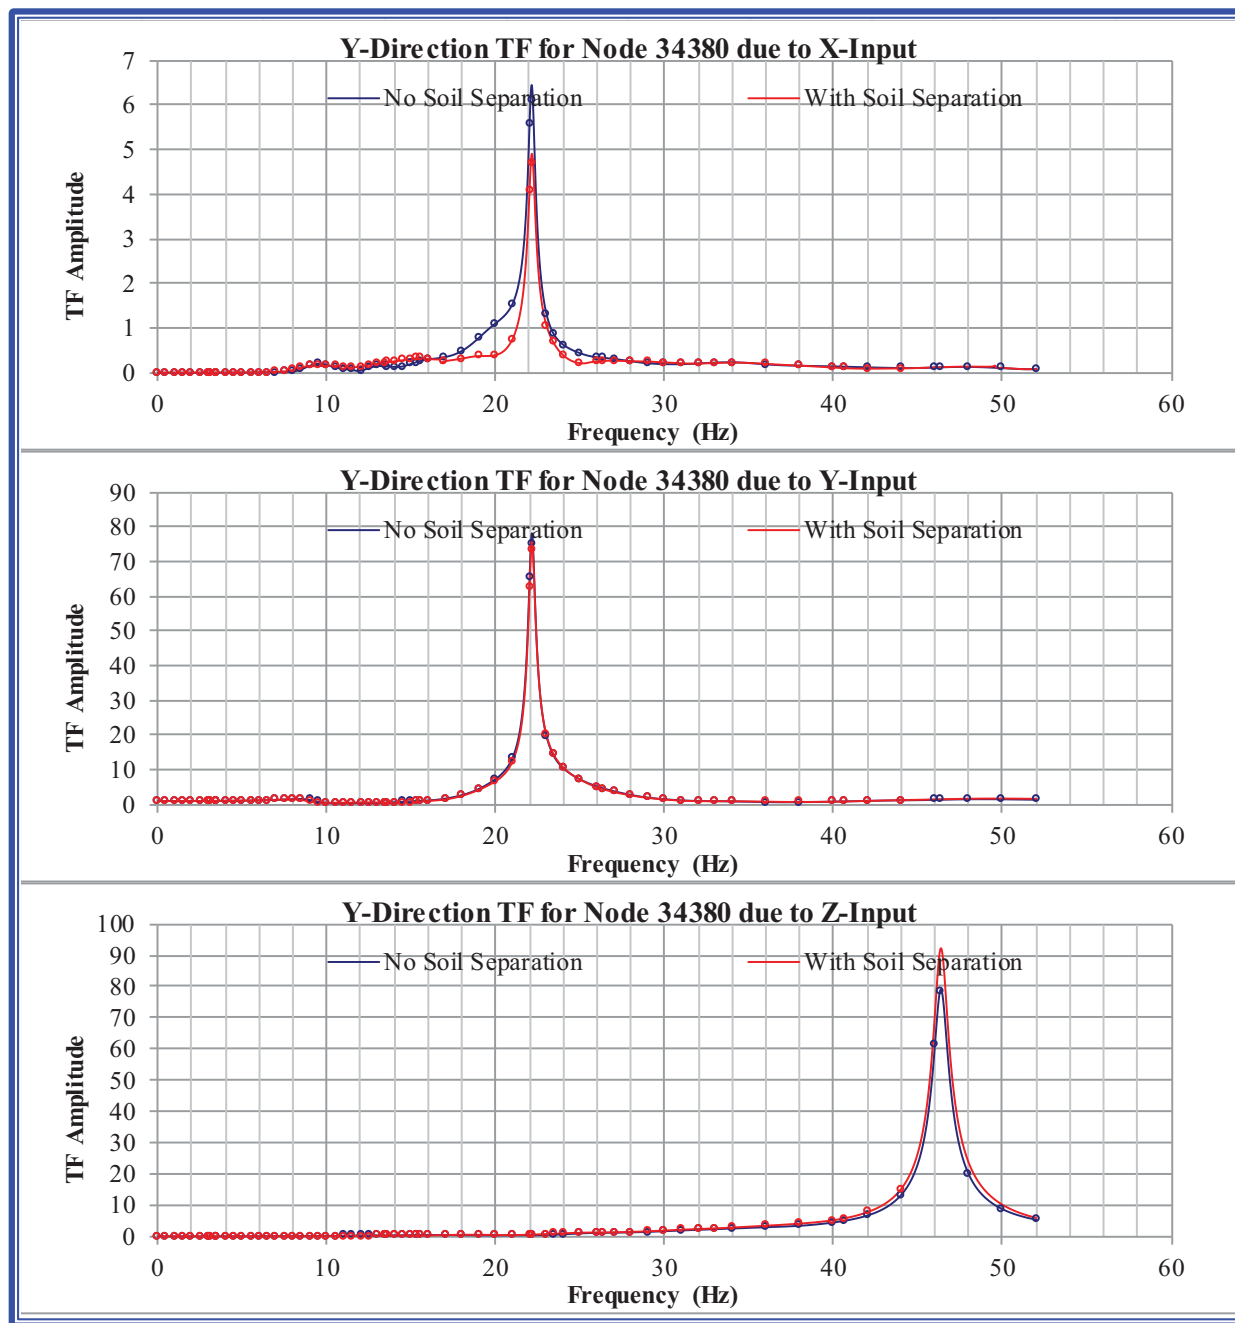 Y-Direction TF for Node 34380 due to X-Input
7
No Soil Separation With Soil Separation
6
5
4
3
2
1
0
TF Amplitude
0 10 20 30 40 50 60
Frequency (Hz)
Y-Direction TF for Node 34380 due to Y-Input
90
No Soil Separation With Soil Separation
80
70
60
50
40
30
20
10
0
TF Amplitude
0 10 20 30 40 50 60
Frequency (Hz)
Y-Direction TF for Node 34380 due to Z-Input
100
90
No Soil Separation With Soil Separation
80
70
60
50
40
30
20
10
0
TF Amplitude
0 10 20 30 40 50 60
Frequency (Hz)